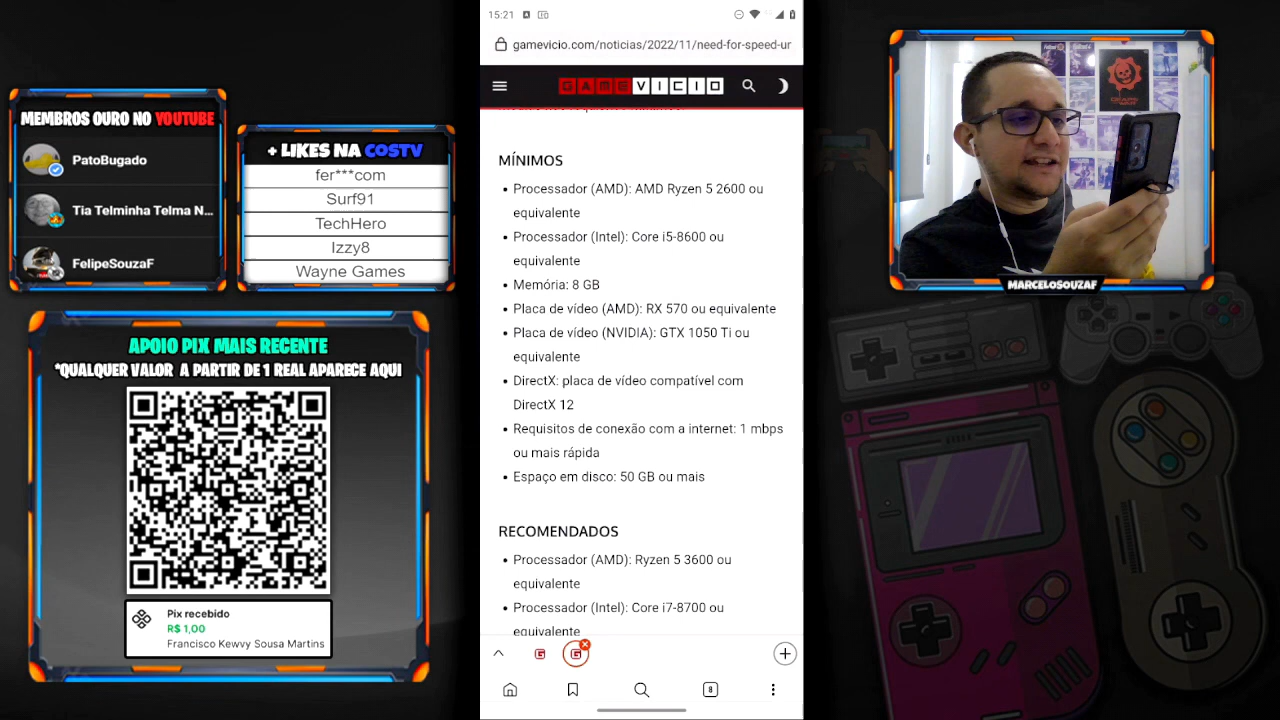 MEMBROS OURO NO YOUTUBE
PatoBugado
Tia Telminha Telma N...
FelipeSouzaF
+ LIKES NA COSTV
fer***com
Surf91
TechHero
Izzy8
Wayne Games
APOIO PIX MAIS RECENTE
*QUALQUER VALOR A PARTIR DE 1 REAL APARECE AQUI
Pix recebido
R$ 1,00
Francisco Kewvy Sousa Martins
15:21
gamevicio.com/noticias/2022/11/need-for-speed-ur
GAMEVICIO
MÍNIMOS
• Processador (AMD): AMD Ryzen 5 2600 ou
equivalente
• Processador (Intel): Core i5-8600 ou
equivalente
• Memória: 8 GB
• Placa de vídeo (AMD): RX 570 ou equivalente
• Placa de vídeo (NVIDIA): GTX 1050 Ti ou
equivalente
• DirectX: placa de vídeo compatível com
DirectX 12
• Requisitos de conexão com a internet: 1 mbps
ou mais rápida
• Espaço em disco: 50 GB ou mais
RECOMENDADOS
• Processador (AMD): Ryzen 5 3600 ou
equivalente
• Processador (Intel): Core i7-8700 ou
equivalente
8
MARCELOSOUZAF